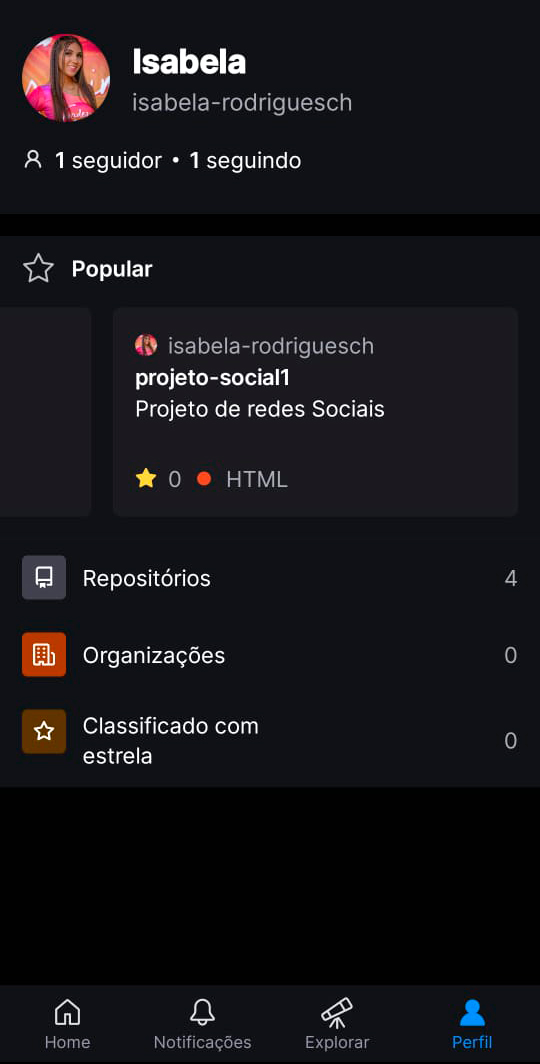 Isabela
isabela-rodriguesch
1 seguidor • 1 seguindo
Popular
isabela-rodriguesch
projeto-social1
Projeto de redes Sociais
0 HTML
Repositórios 4
Organizações 0
Classificado com
estrela 0
Home Notificações Explorar Perfil